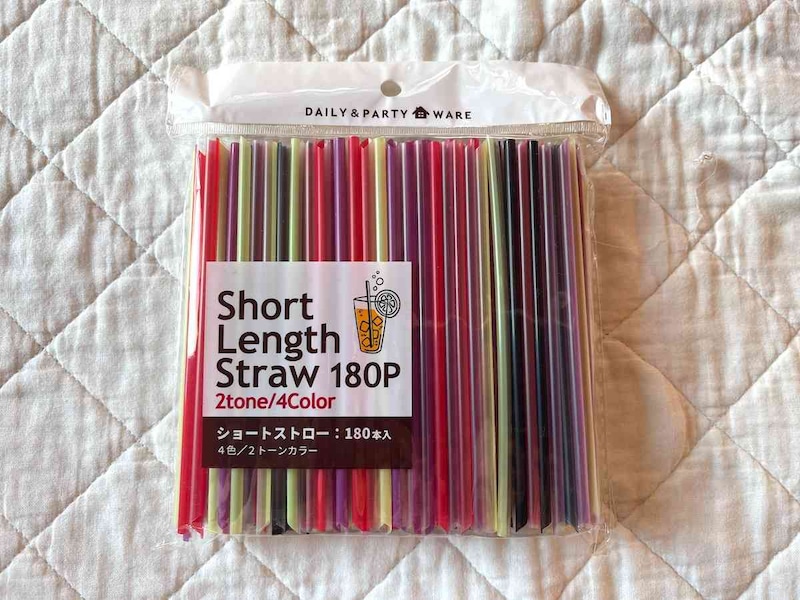 DAILY & PARTY WARE
Short
Length
Straw 180P
2tone/4Color
ショートストロー：180本入
4色／2トーンカラー